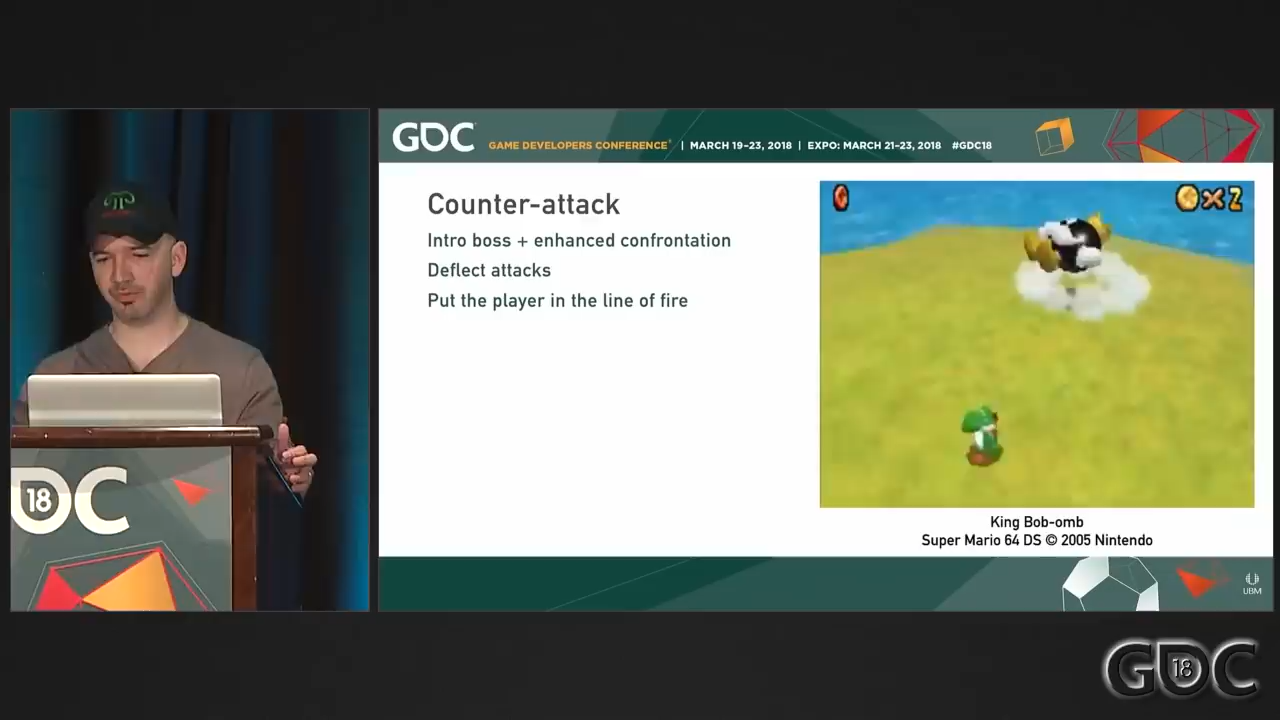 GDC
GAME DEVELOPERS CONFERENCE | MARCH 19–23, 2018 | EXPO: MARCH 21–23, 2018 #GDC18
Counter-attack
Intro boss + enhanced confrontation
Deflect attacks
Put the player in the line of fire
×2
King Bob-omb
Super Mario 64 DS © 2005 Nintendo
18
GDC
UBM
GDC
18